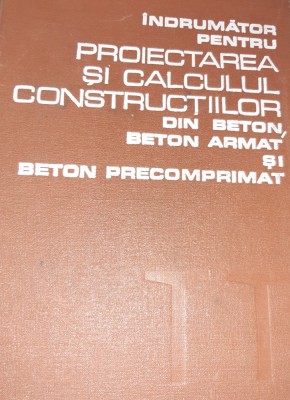 ÎNDRUMĂTOR
PENTRU
PROIECTAREA
ȘI CALCULUL
CONSTRUCȚIILOR
DIN BETON,
BETON ARMAT
ȘI
BETON PRECOMPRIMAT